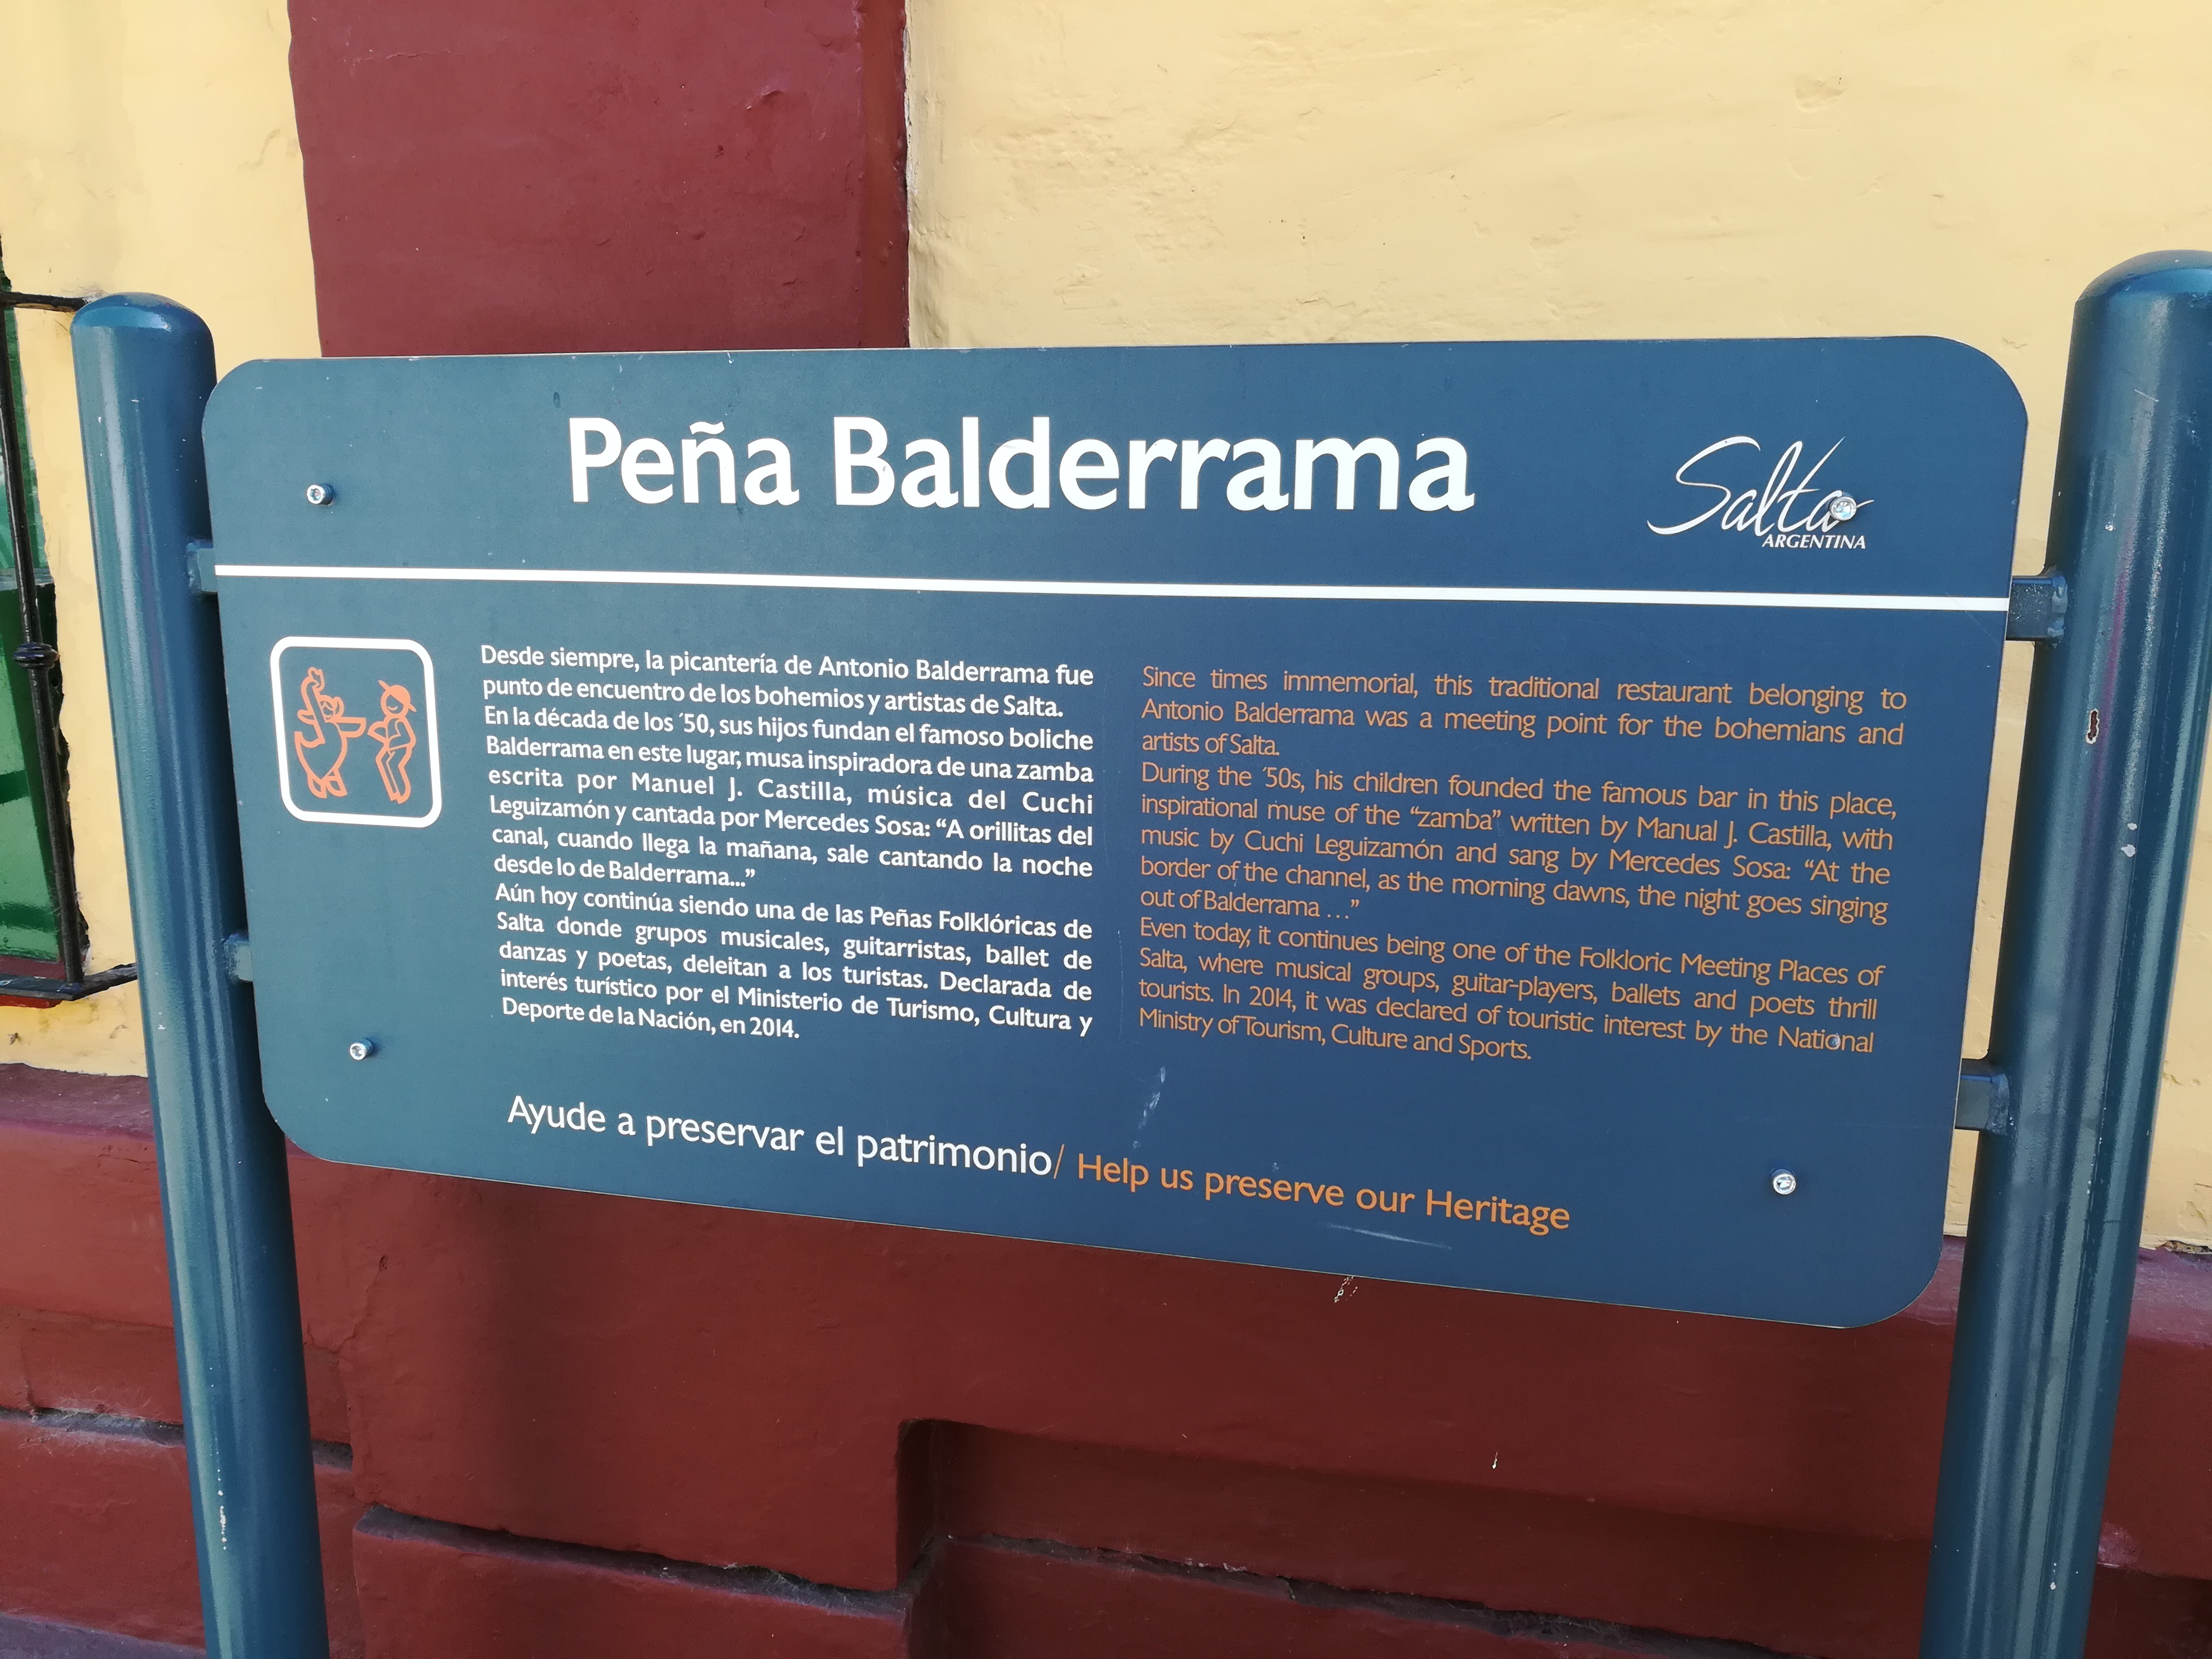 Peña Balderrama
Salta
ARGENTINA
Desde siempre, la picantería de Antonio Balderrama fue
punto de encuentro de los bohemios y artistas de Salta.
En la década de los ´50, sus hijos fundan el famoso boliche
Balderrama en este lugar, musa inspiradora de una zamba
escrita por Manuel J. Castilla, música del Cuchi
Leguizamón y cantada por Mercedes Sosa: “A orillitas del
canal, cuando llega la mañana, sale cantando la noche
desde lo de Balderrama...”
Aún hoy continúa siendo una de las Peñas Folklóricas de
Salta donde grupos musicales, guitarristas, ballet de
danzas y poetas, deleitan a los turistas. Declarada de
interés turístico por el Ministerio de Turismo, Cultura y
Deporte de la Nación, en 2014.
Since times immemorial, this traditional restaurant belonging to
Antonio Balderrama was a meeting point for the bohemians and
artists of Salta.
During the ´50s, his children founded the famous bar in this place,
inspirational muse of the “zamba” written by Manual J. Castilla, with
music by Cuchi Leguizamón and sang by Mercedes Sosa: “At the
border of the channel, as the morning dawns, the night goes singing
out of Balderrama ...”
Even today, it continues being one of the Folkloric Meeting Places of
Salta, where musical groups, guitar-players, ballets and poets thrill
tourists. In 2014, it was declared of touristic interest by the National
Ministry of Tourism, Culture and Sports.
Ayude a preservar el patrimonio/ Help us preserve our Heritage